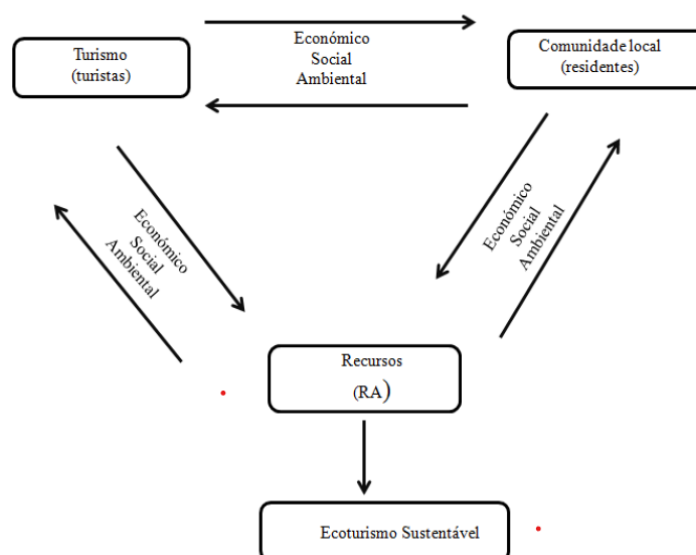 Turismo
(turistas)
Económico
Social
Ambiental
Comunidade local
(residentes)
Económico
Social
Ambiental
Económico
Social
Ambiental
Recursos
(RA)
Ecoturismo Sustentável